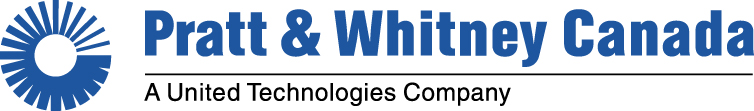 Pratt & Whitney Canada
A United Technologies Company